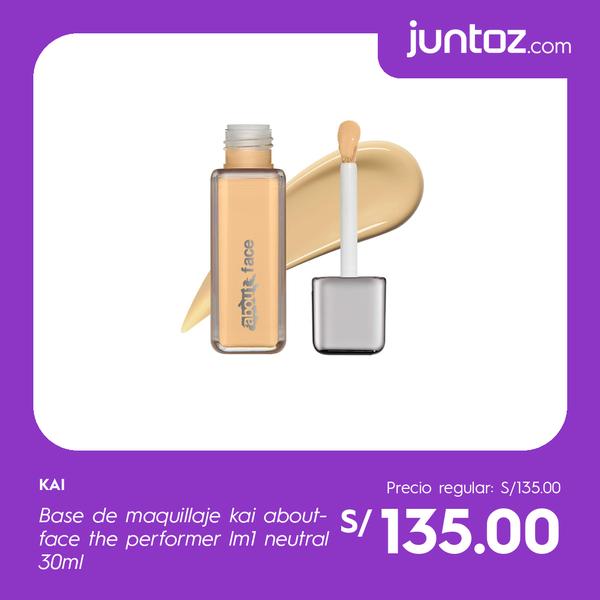 juntoz.com
about-face
KAI
Base de maquillaje kai about-
face the performer lm1 neutral
30ml
Precio regular: S/135.00
S/135.00